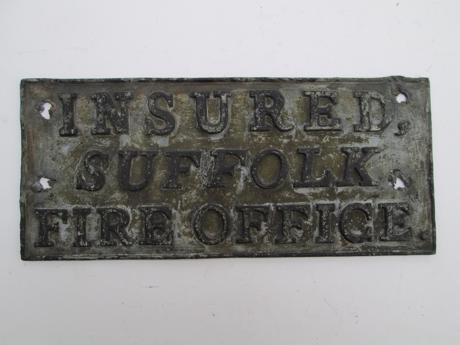 INSURED,
SUFFOLK
FIRE OFFICE.